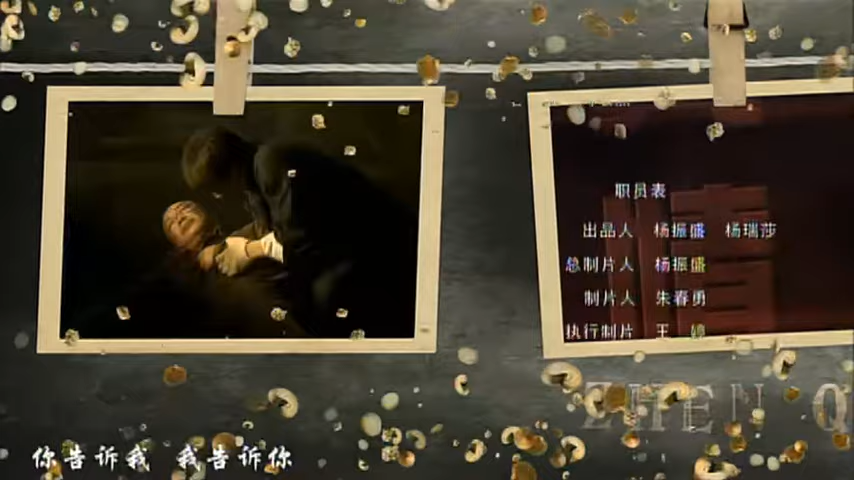 职员表
出品人 杨振盛 杨瑞莎
总制片人 杨振盛
制片人 朱春勇
执行制片 王
ZHEN Q
你告诉我 我告诉你